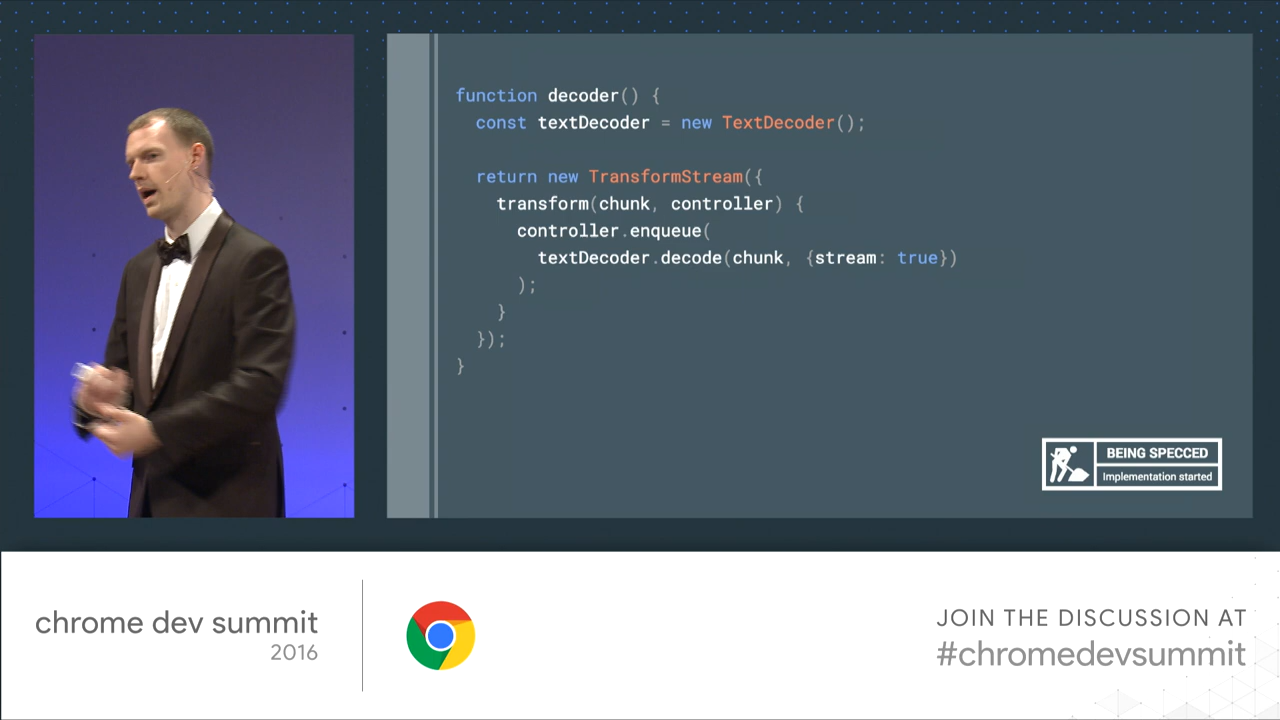 function decoder() {
const textDecoder = new TextDecoder();
return new TransformStream({
transform(chunk, controller) {
controller.enqueue(
textDecoder.decode(chunk, {stream: true})
);
}
});
}
BEING SPECCED
Implementation started
chrome dev summit
2016
JOIN THE DISCUSSION AT
#chromedevsummit